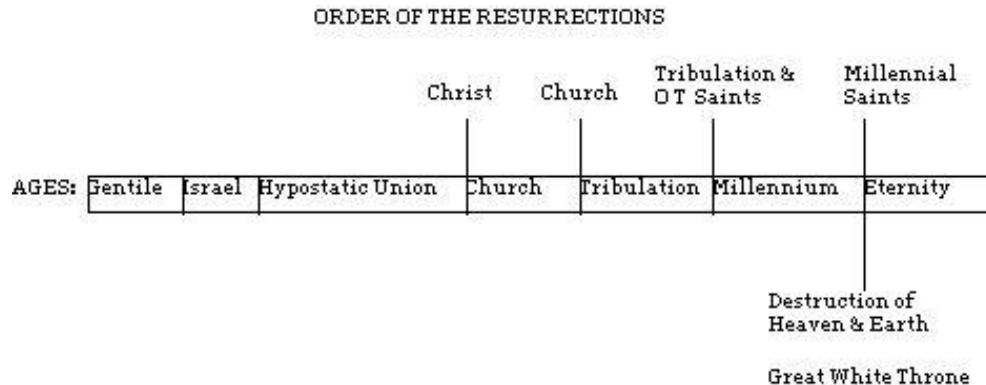 ORDER OF THE RESURRECTIONS
Christ
Church
Tribulation &
O T Saints
Millennial
Saints
AGES: Gentile Israel Hypostatic Union Church Tribulation Millennium Eternity
Destruction of
Heaven & Earth
Great White Throne